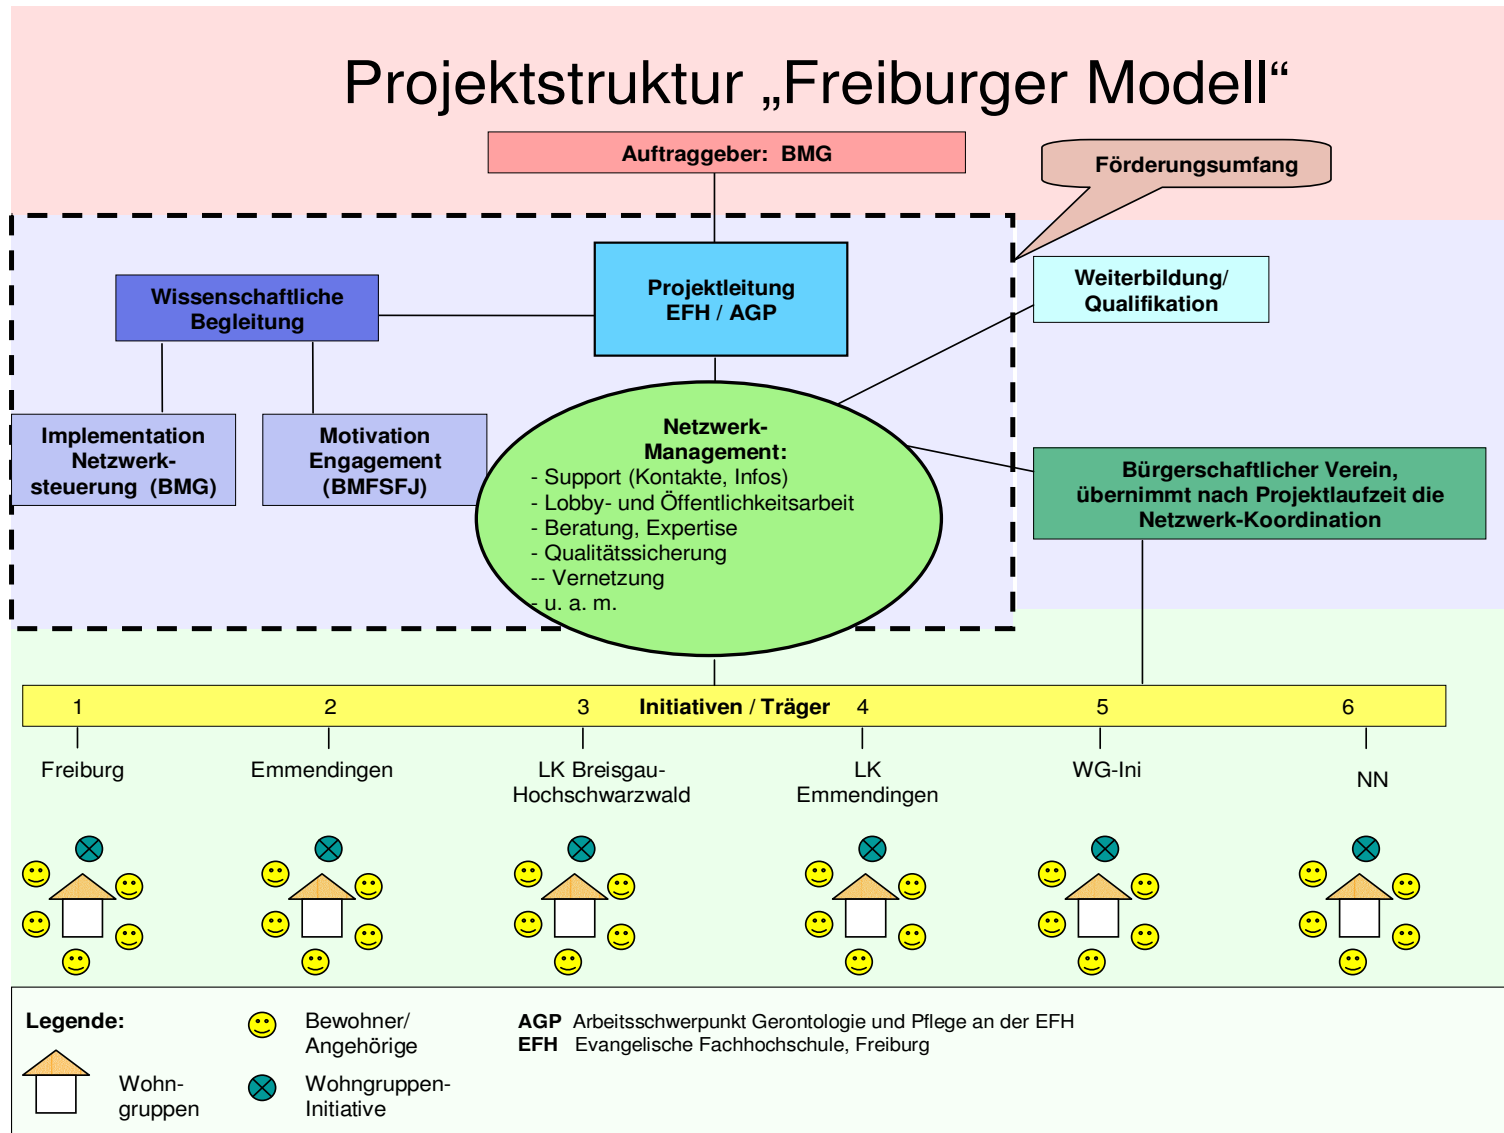 Projektstruktur „Freiburger Modell“
Auftraggeber: BMG
Förderungsumfang
Wissenschaftliche
Begleitung
Projektleitung
EFH / AGP
Weiterbildung/
Qualifikation
Implementation
Netzwerk-
steuerung (BMG)
Motivation
Engagement
(BMFSFJ)
Netzwerk-
Management:
- Support (Kontakte, Infos)
- Lobby- und Öffentlichkeitsarbeit
- Beratung, Expertise
- Qualitätssicherung
-- Vernetzung
- u. a. m.
Bürgerschaftlicher Verein,
übernimmt nach Projektlaufzeit die
Netzwerk-Koordination
1 2 3 Initiativen / Träger 4 5 6
Freiburg
Emmendingen
LK Breisgau-
Hochschwarzwald
LK
Emmendingen
WG-Ini
NN
Legende:
Wohn-
gruppen
Bewohner/
Angehörige
Wohngruppen-
Initiative
AGP Arbeitsschwerpunkt Gerontologie und Pflege an der EFH
EFH Evangelische Fachhochschule, Freiburg